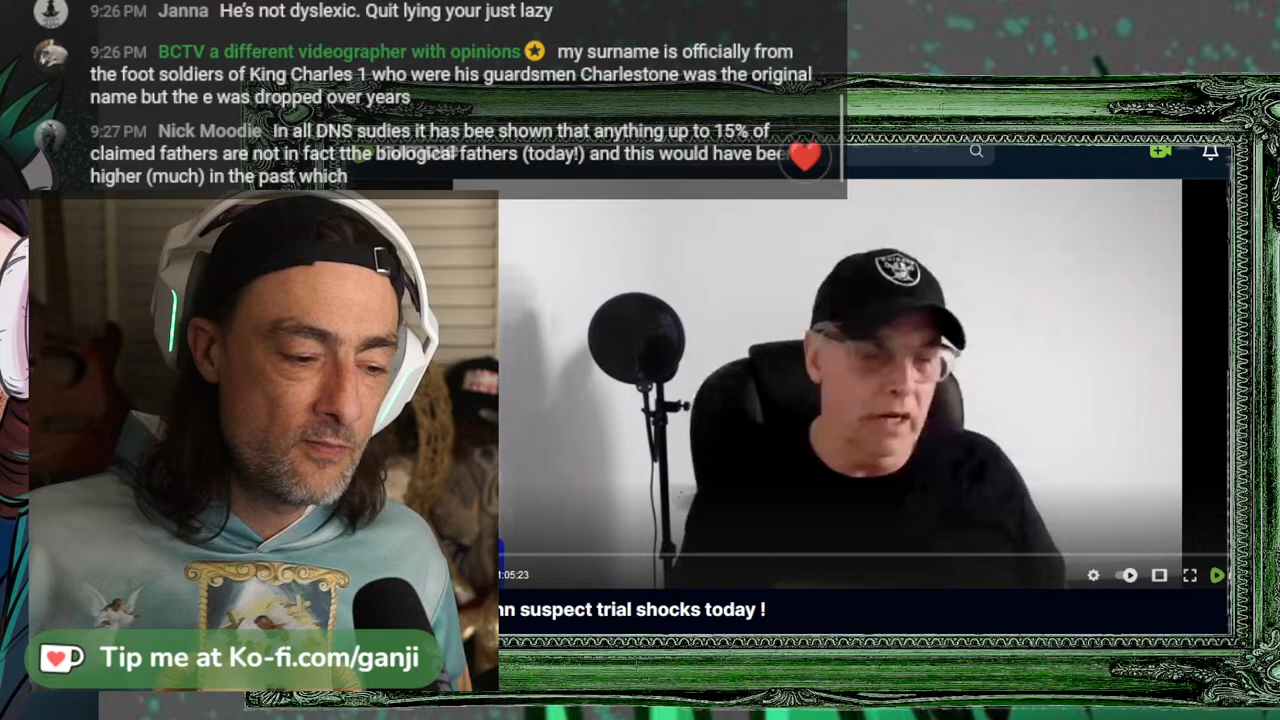 9:26 PM Janna He's not dyslexic. Quit lying your just lazy
9:26 PM BCTV a different videographer with opinions my surname is officially from
the foot soldiers of King Charles 1 who were his guardsmen Charlestone was the original
name but the e was dropped over years
9:27 PM Nick Moodie In all DNS sudies it has bee shown that anything up to 15% of
claimed fathers are not in fact tthe biological fathers (today!) and this would have bee
higher (much) in the past which
RAIDERS
1:05:23
nn suspect trial shocks today !
Tip me at Ko-fi.com/ganji